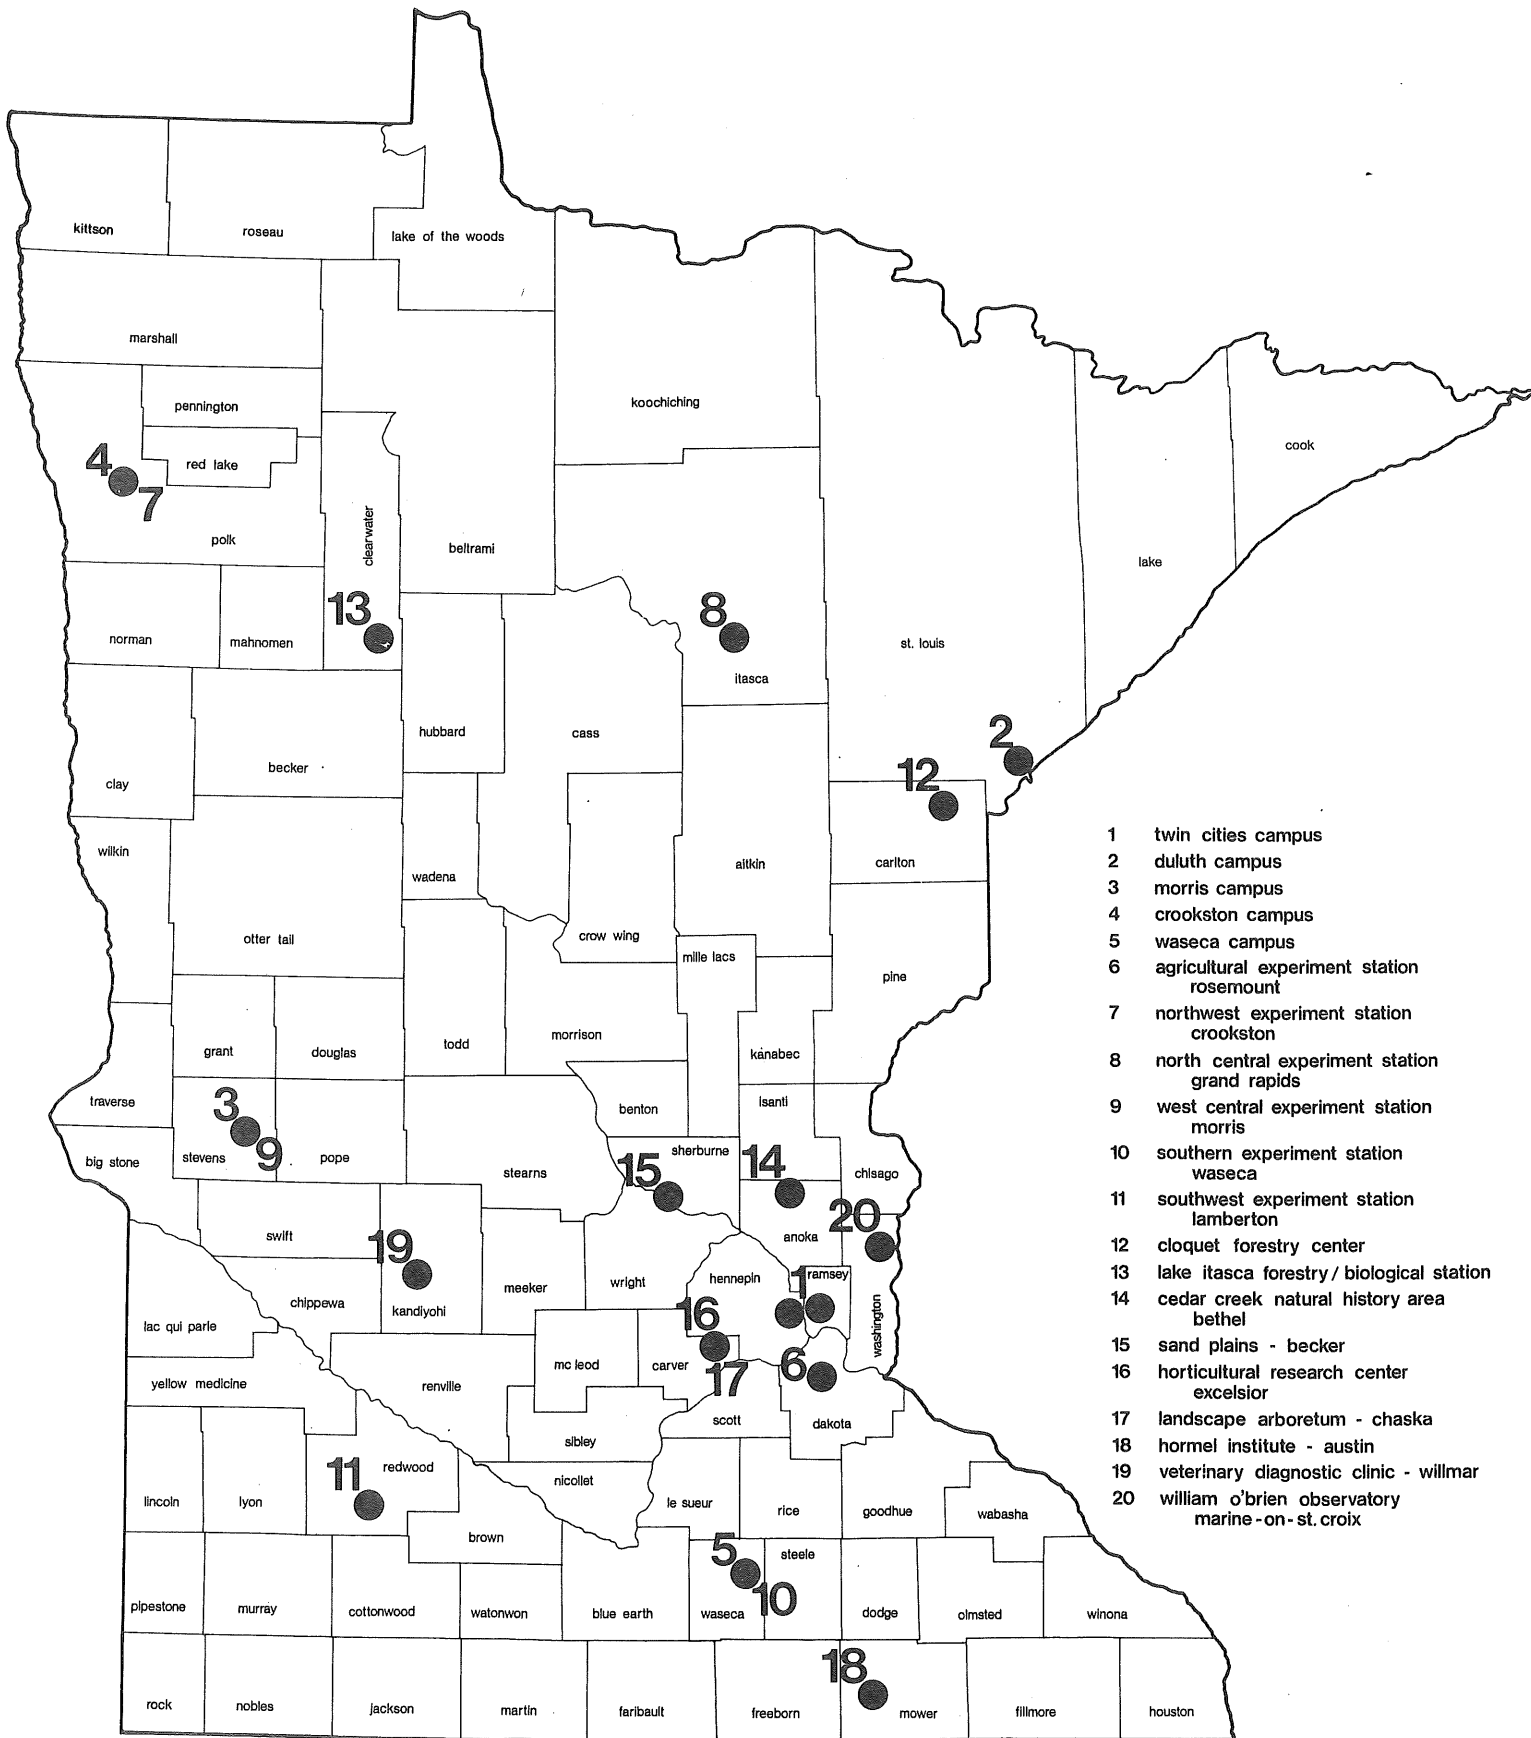 kittson
roseau
lake of the woods
marshall
koochiching
pennington
cook
4
red lake
7
clearwater
polk
beltrami
lake
13
8
norman
mahnomen
st. louis
itasca
hubbard
cass
2
becker
12
clay
wilkin
wadena
aitkin
carlton
otter tail
crow wing
mille lacs
pine
grant
douglas
todd
morrison
kanabec
traverse
3
benton
isanti
9
big stone
stevens
pope
stearns
15
sherburne
14
chisago
20
swift
19
anoka
kandiyohi
meeker
wright
hennepin
1
ramsey
chippewa
16
washington
lac qui parle
mc leod
carver
17
6
yellow medicine
renville
scott
dakota
sibley
11
redwood
nicollet
lincoln
lyon
le sueur
rice
goodhue
wabasha
brown
5
steele
10
pipestone
murray
cottonwood
watonwon
blue earth
waseca
dodge
olmsted
winona
18
rock
nobles
jackson
martin
faribault
freeborn
mower
fillmore
houston
1 twin cities campus
2 duluth campus
3 morris campus
4 crookston campus
5 waseca campus
6 agricultural experiment station
rosemount
7 northwest experiment station
crookston
8 north central experiment station
grand rapids
9 west central experiment station
morris
10 southern experiment station
waseca
11 southwest experiment station
lamberton
12 cloquet forestry center
13 lake itasca forestry / biological station
14 cedar creek natural history area
bethel
15 sand plains - becker
16 horticultural research center
excelsior
17 landscape arboretum - chaska
18 hormel institute - austin
19 veterinary diagnostic clinic - willmar
20 william o'brien observatory
marine-on-st. croix